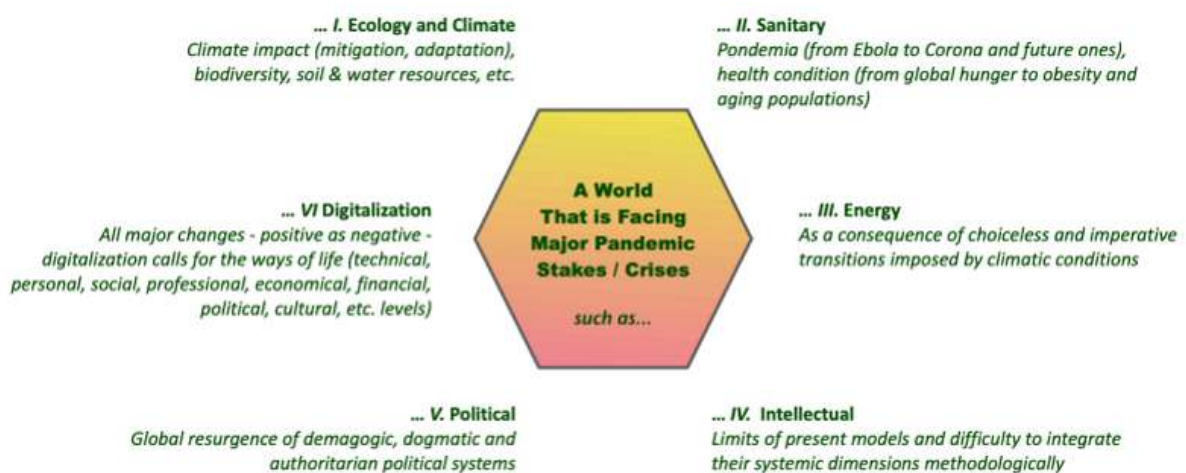 ... I. Ecology and Climate
Climate impact (mitigation, adaptation),
biodiversity, soil & water resources, etc.
... II. Sanitary
Pondemia (from Ebola to Corona and future ones),
health condition (from global hunger to obesity and
aging populations)
A World
That is Facing
Major Pandemic
Stakes / Crises
such as...
... III. Energy
As a consequence of choiceless and imperative
transitions imposed by climatic conditions
... IV. Intellectual
Limits of present models and difficulty to integrate
their systemic dimensions methodologically
... V. Political
Global resurgence of demagogic, dogmatic and
authoritarian political systems
... VI Digitalization
All major changes - positive as negative -
digitalization calls for the ways of life (technical,
personal, social, professional, economical, financial,
political, cultural, etc. levels)